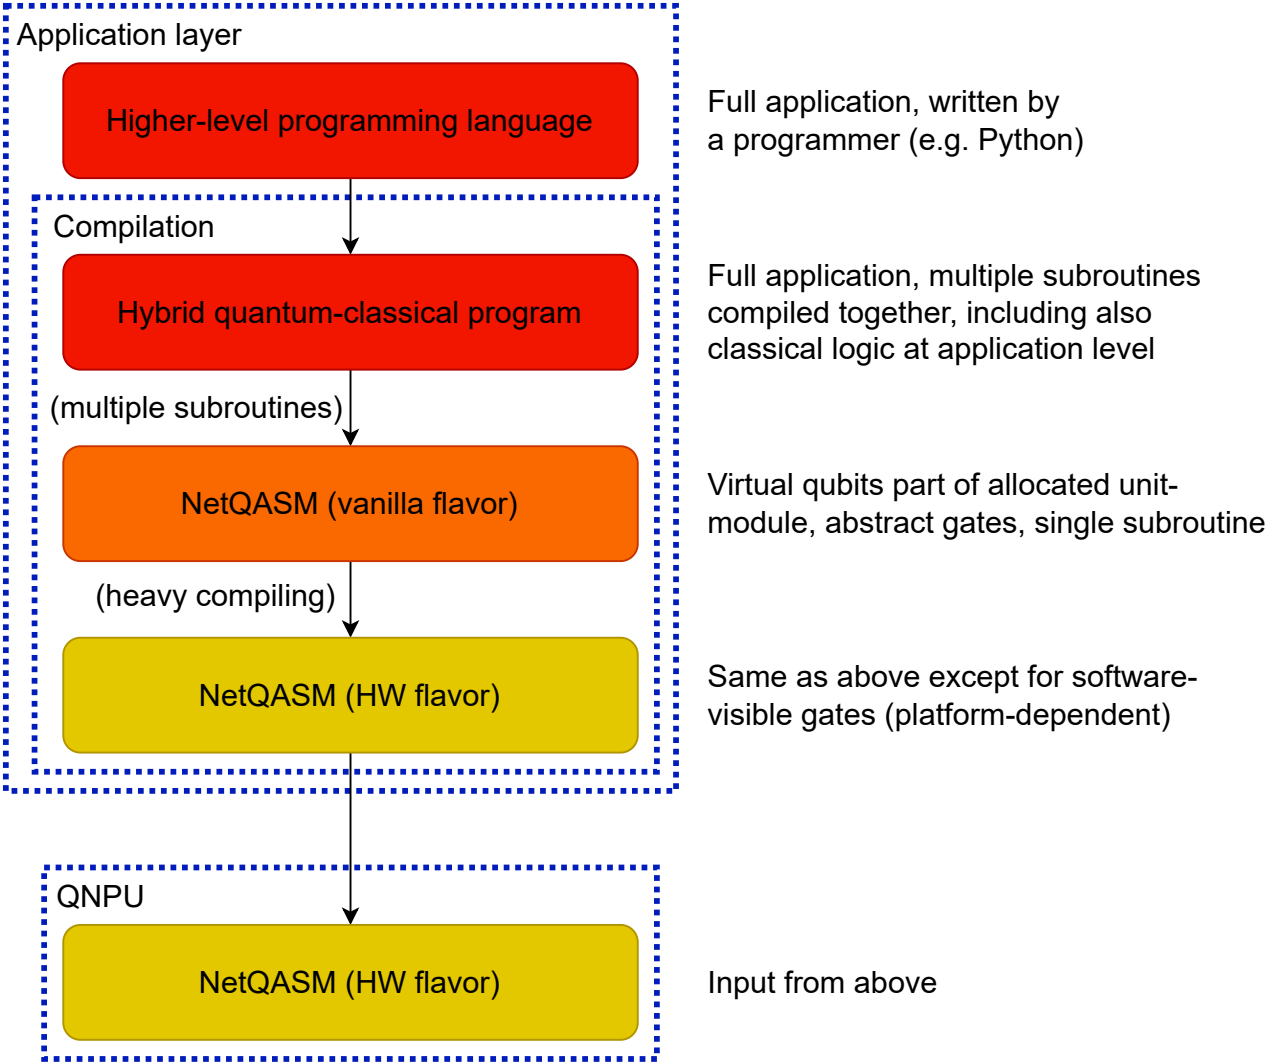 Application layer
Higher-level programming language
Full application, written by
a programmer (e.g. Python)
Compilation
Hybrid quantum-classical program
Full application, multiple subroutines
compiled together, including also
classical logic at application level
(multiple subroutines)
NetQASM (vanilla flavor)
Virtual qubits part of allocated unit-
module, abstract gates, single subroutine
(heavy compiling)
NetQASM (HW flavor)
Same as above except for software-
visible gates (platform-dependent)
QNPU
NetQASM (HW flavor)
Input from above